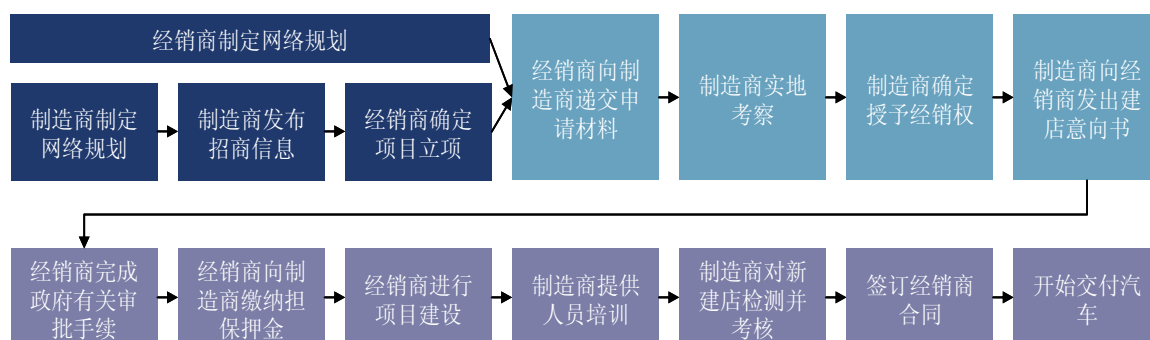 经销商制定网络规划
制造商制定
网络规划
制造商发布
招商信息
经销商确定
项目立项
经销商向制
造商递交申
请材料
制造商实地
考察
制造商确定
授予经销权
制造商向经
销商发出建
店意向书
经销商完成
政府有关审
批手续
经销商向制
造商缴纳担
保押金
经销商进行
项目建设
制造商提供
人员培训
制造商对新
建店检测并
考核
签订经销商
合同
开始交付汽
车